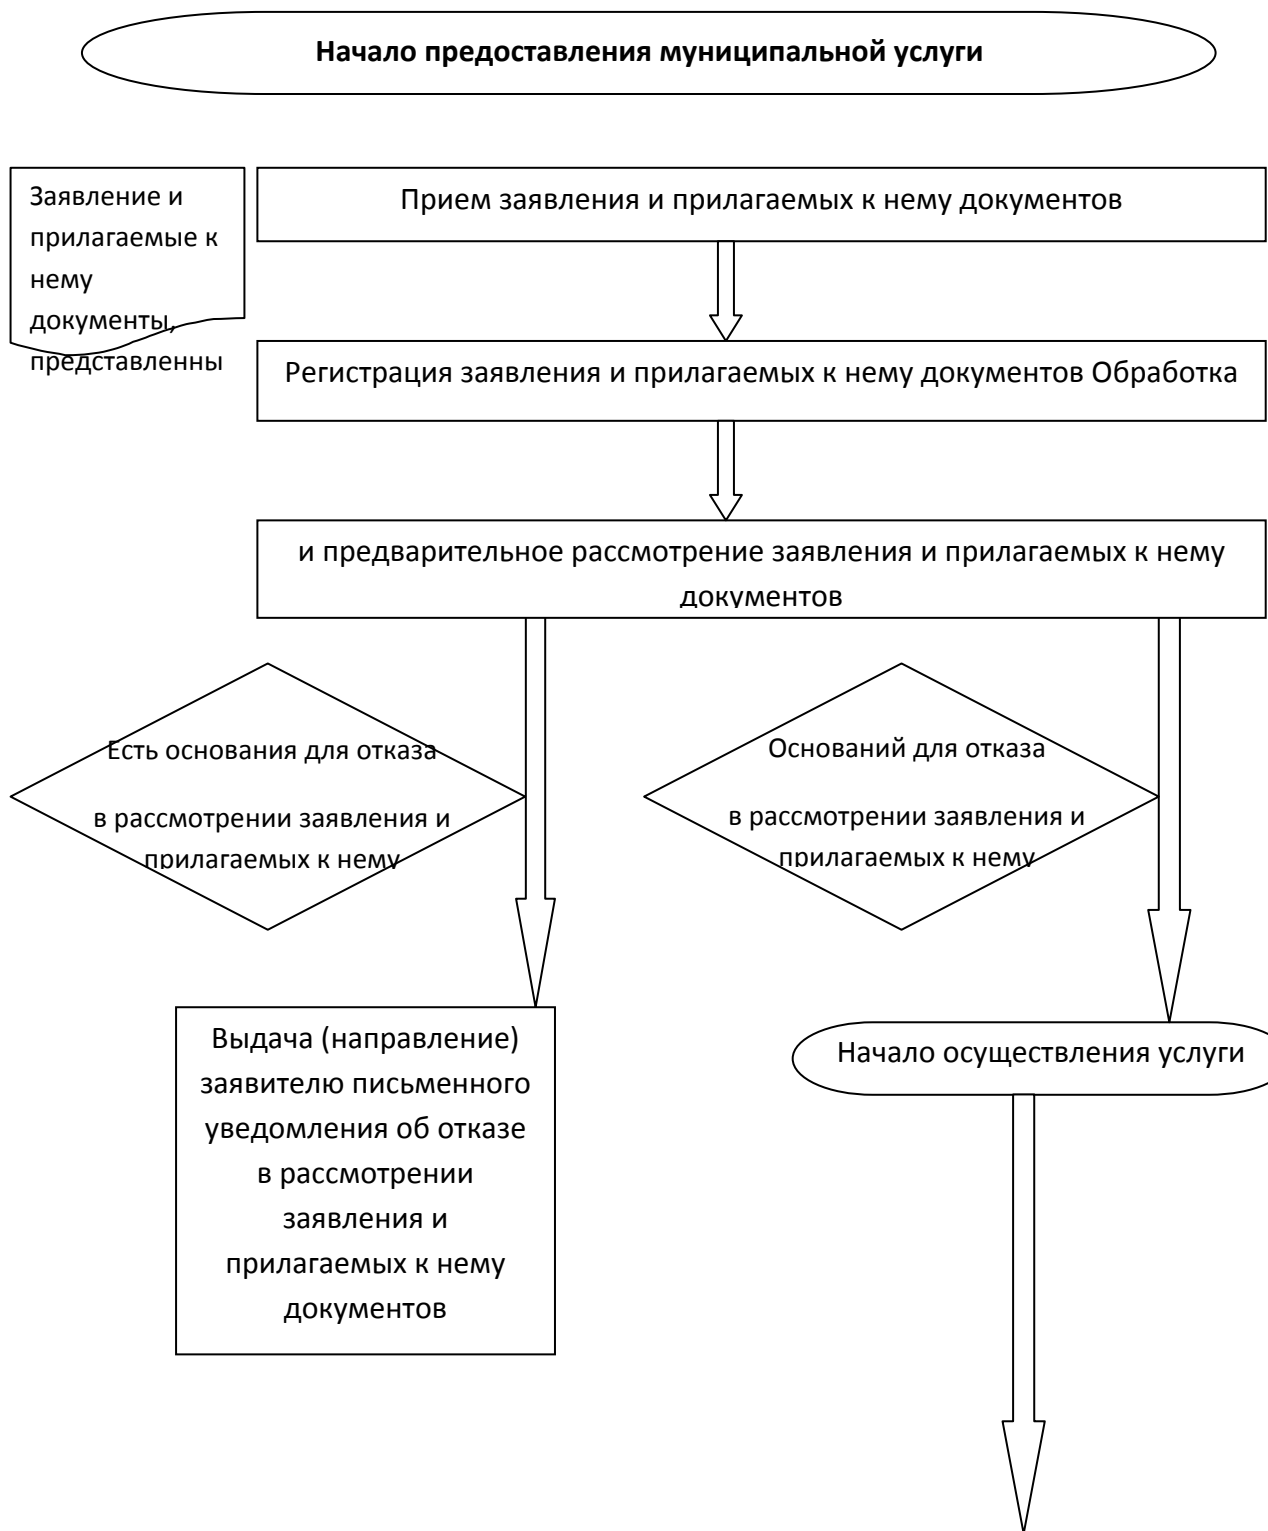 Начало предоставления муниципальной услуги
Заявление и
прилагаемые к
нему
документы,
представленны
Прием заявления и прилагаемых к нему документов
Регистрация заявления и прилагаемых к нему документов Обработка
и предварительное рассмотрение заявления и прилагаемых к нему
документов
Есть основания для отказа
в рассмотрении заявления и
прилагаемых к нему
Оснований для отказа
в рассмотрении заявления и
прилагаемых к нему
Выдача (направление)
заявителю письменного
уведомления об отказе
в рассмотрении
заявления и
прилагаемых к нему
документов
Начало осуществления услуги